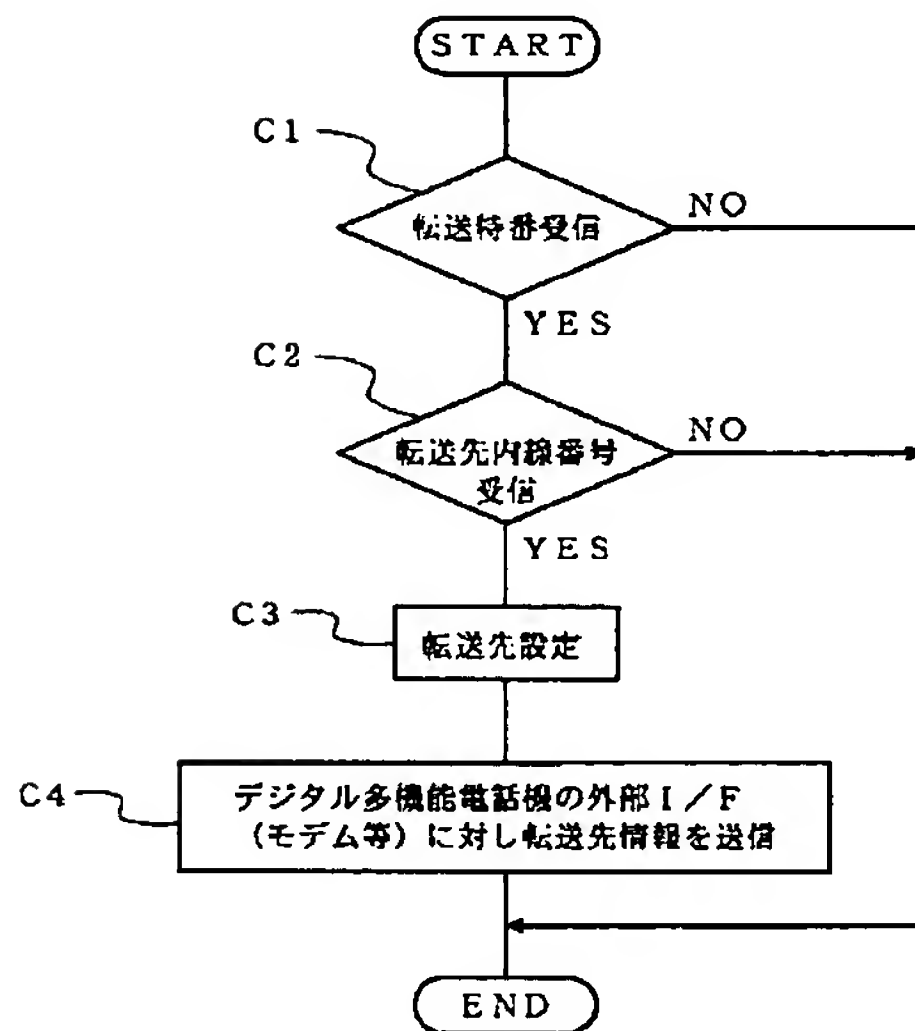 START
C1
転送特番受信
NO
YES
C2
転送先内線番号
受信
NO
YES
C3
転送先設定
C4
デジタル多機能電話機の外部I/F
(モデム等)に対し転送先情報を送信
END